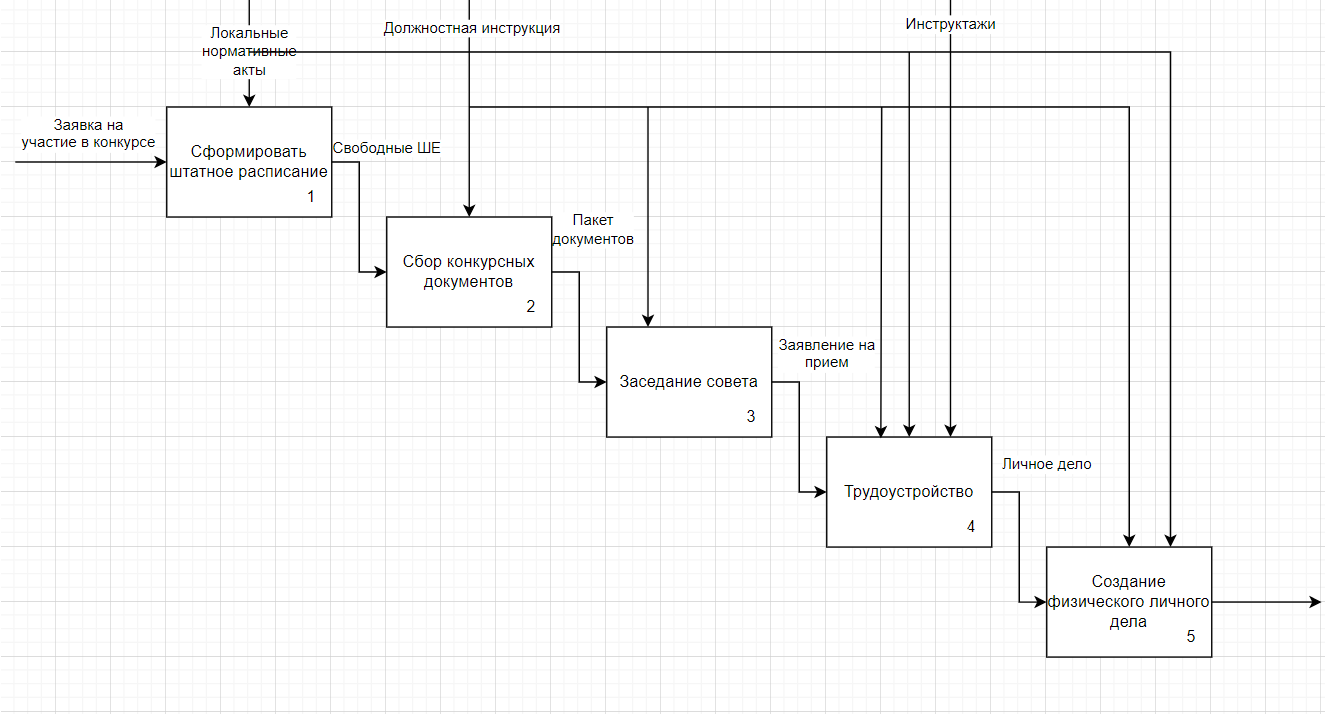 Локальные
нормативные
акты
Должностная инструкция
Инструктажи
Заявка на
участие в конкурсе
Сформировать
штатное расписание
1
Свободные ШЕ
Сбор конкурсных
документов
2
Пакет
документов
Заседание совета
3
Заявление на
прием
Трудоустройство
4
Личное дело
Создание
физического личного
дела
5